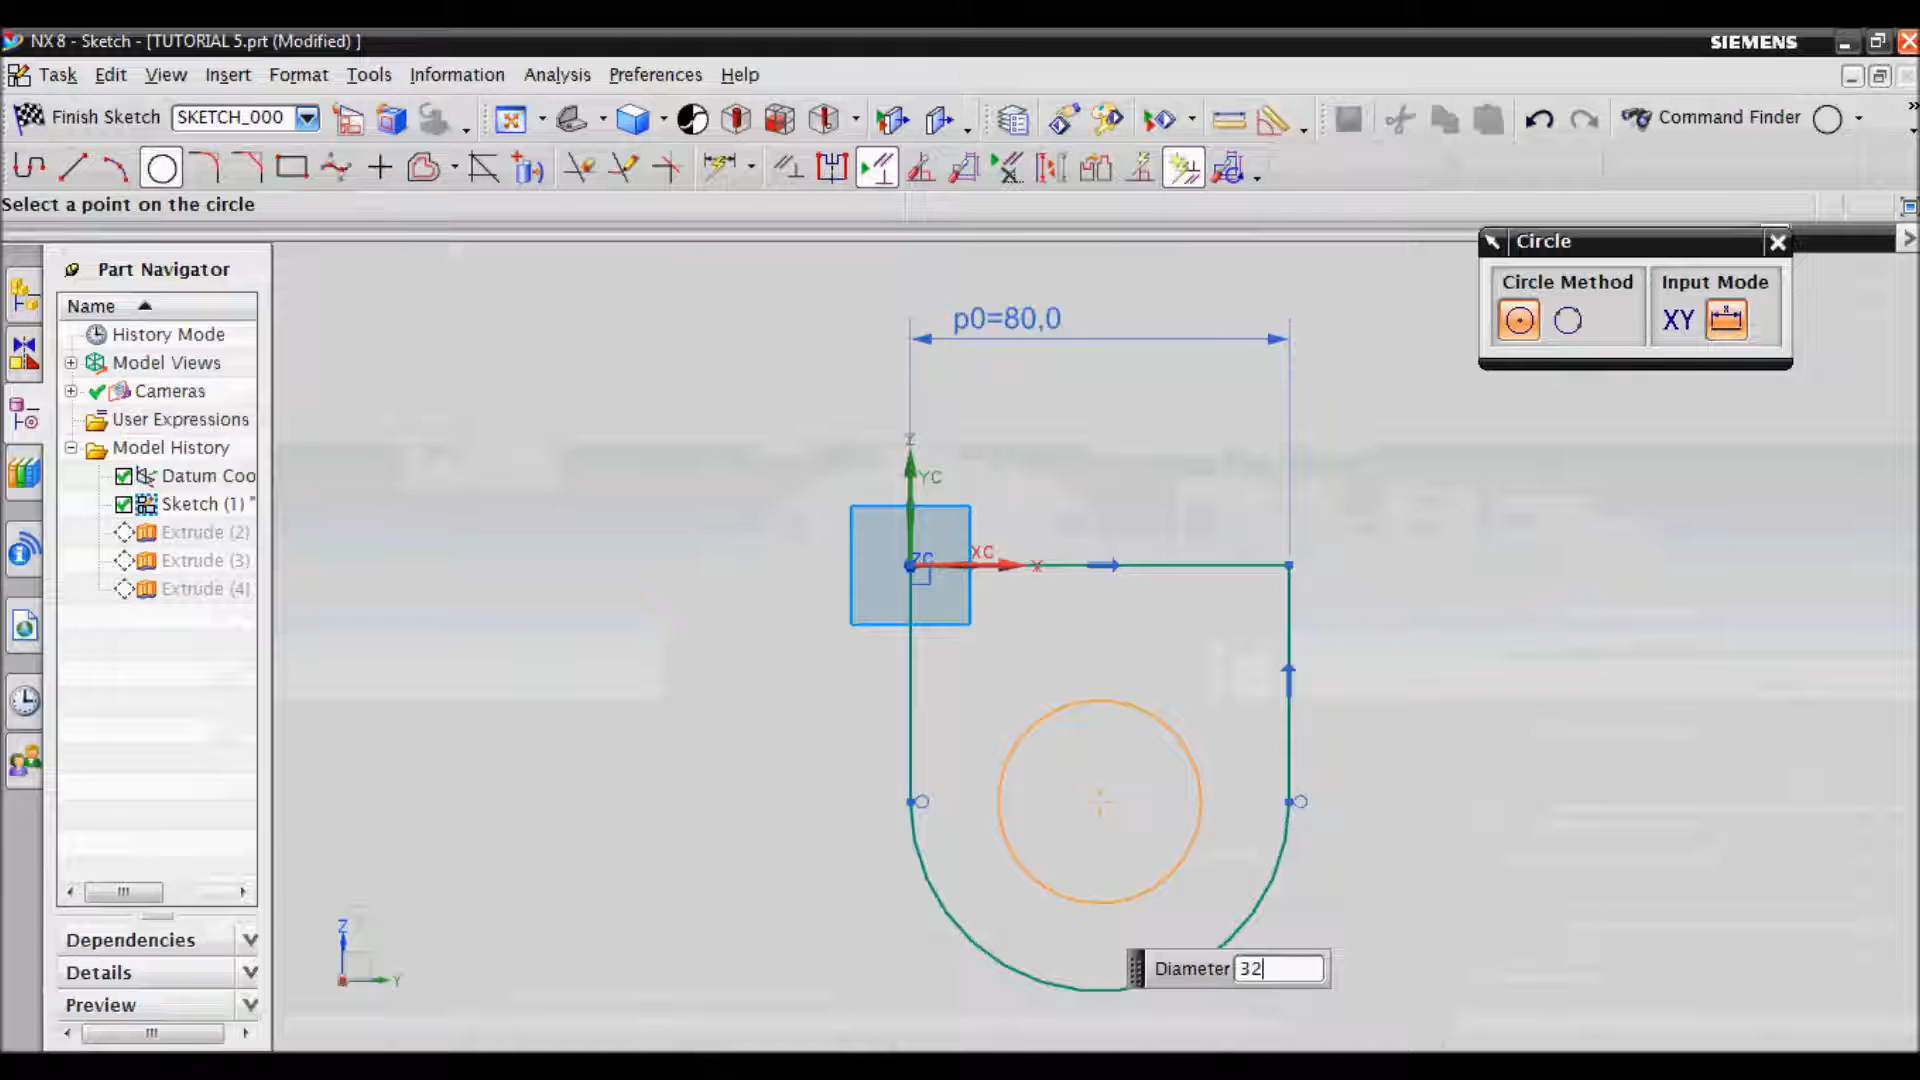 NX 8 - Sketch - [TUTORIAL 5.prt (Modified) ]
SIEMENS
Task Edit View Insert Format Tools Information Analysis Preferences Help
Finish Sketch SKETCH_000 Command Finder
Select a point on the circle
Circle
Circle Method Input Mode
XY
Part Navigator
Name
History Mode
Model Views
Cameras
User Expressions
Model History
Datum Coo
Sketch (1) "
Extrude (2)
Extrude (3)
Extrude (4)
Dependencies
Details
Preview
p0=80,0
Z
YC
XC
ZC
X
Z
Y
Diameter 32